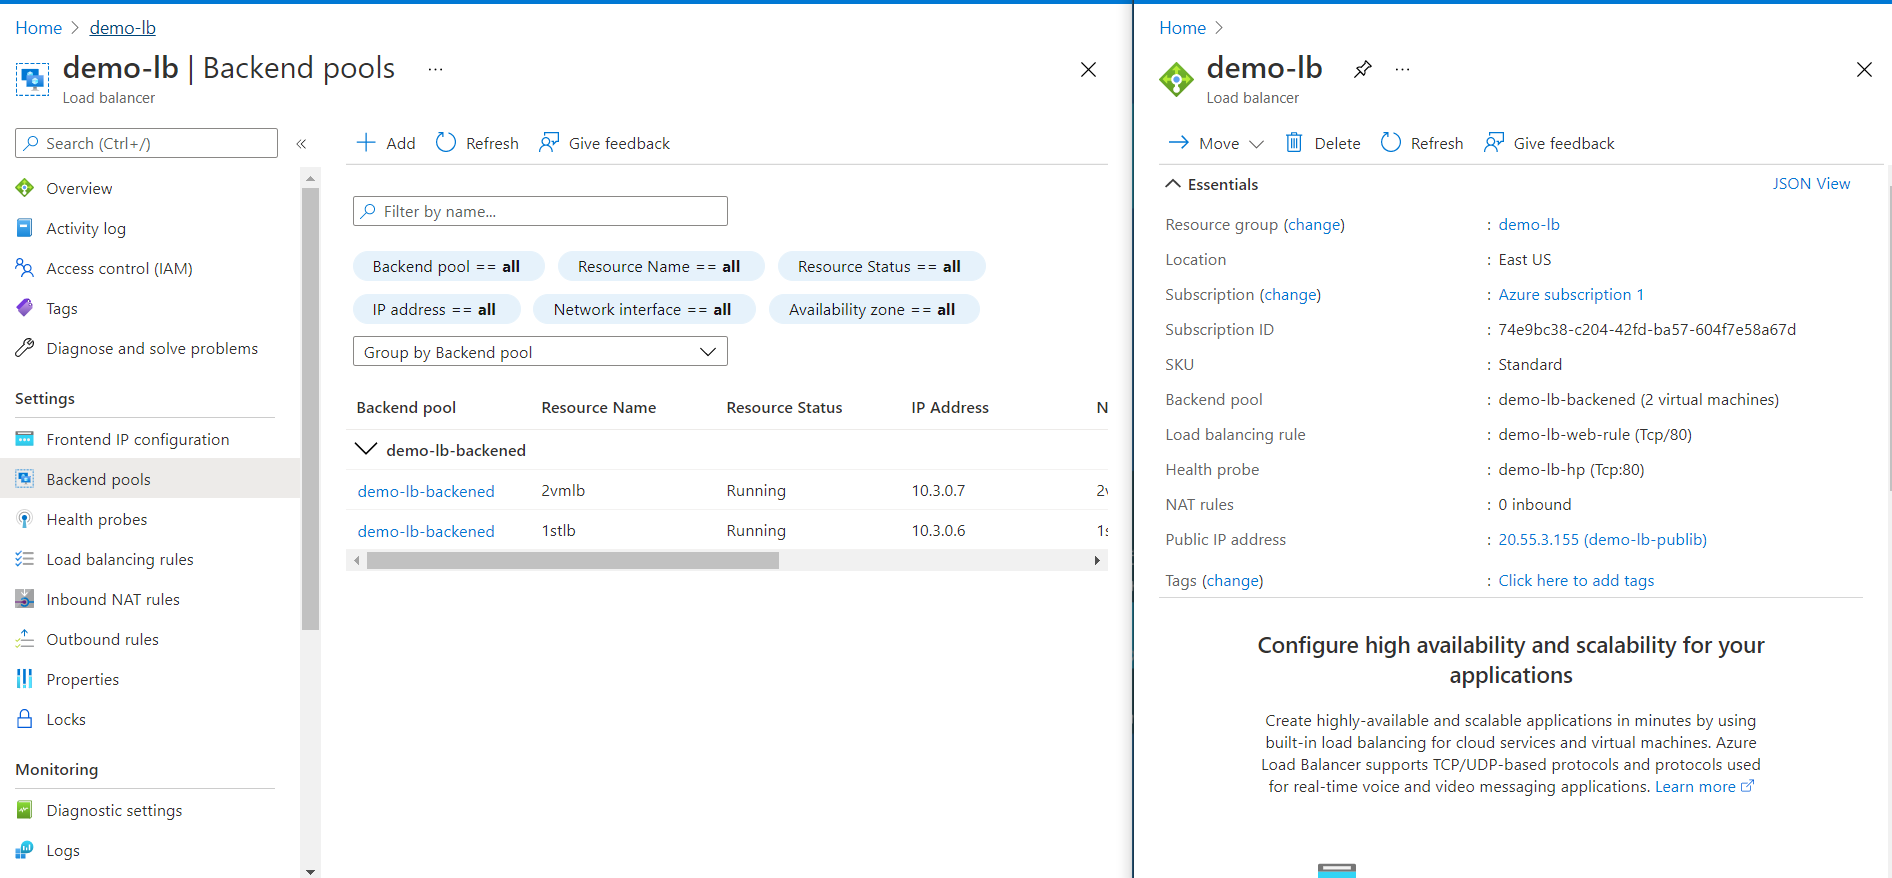 Home > demo-lb
demo-lb | Backend pools ...
Load balancer
Search (Ctrl+/)
«
Overview
Activity log
Access control (IAM)
Tags
Diagnose and solve problems
Settings
Frontend IP configuration
Backend pools
Health probes
Load balancing rules
Inbound NAT rules
Outbound rules
Properties
Locks
Monitoring
Diagnostic settings
Logs
Add Refresh Give feedback
Filter by name...
Backend pool == all Resource Name == all Resource Status == all
IP address == all Network interface == all Availability zone == all
Group by Backend pool
Backend pool Resource Name Resource Status IP Address N
demo-lb-backened
demo-lb-backened 2vmlb Running 10.3.0.7 2v
demo-lb-backened 1stlb Running 10.3.0.6 1s
Home >
demo-lb ...
Load balancer
Move Delete Refresh Give feedback
Essentials JSON View
Resource group (change) : demo-lb
Location : East US
Subscription (change) : Azure subscription 1
Subscription ID : 74e9bc38-c204-42fd-ba57-604f7e58a67d
SKU : Standard
Backend pool : demo-lb-backened (2 virtual machines)
Load balancing rule : demo-lb-web-rule (Tcp/80)
Health probe : demo-lb-hp (Tcp:80)
NAT rules : 0 inbound
Public IP address : 20.55.3.155 (demo-lb-publib)
Tags (change) : Click here to add tags
Configure high availability and scalability for your
applications
Create highly-available and scalable applications in minutes by using
built-in load balancing for cloud services and virtual machines. Azure
Load Balancer supports TCP/UDP-based protocols and protocols used
for real-time voice and video messaging applications. Learn more